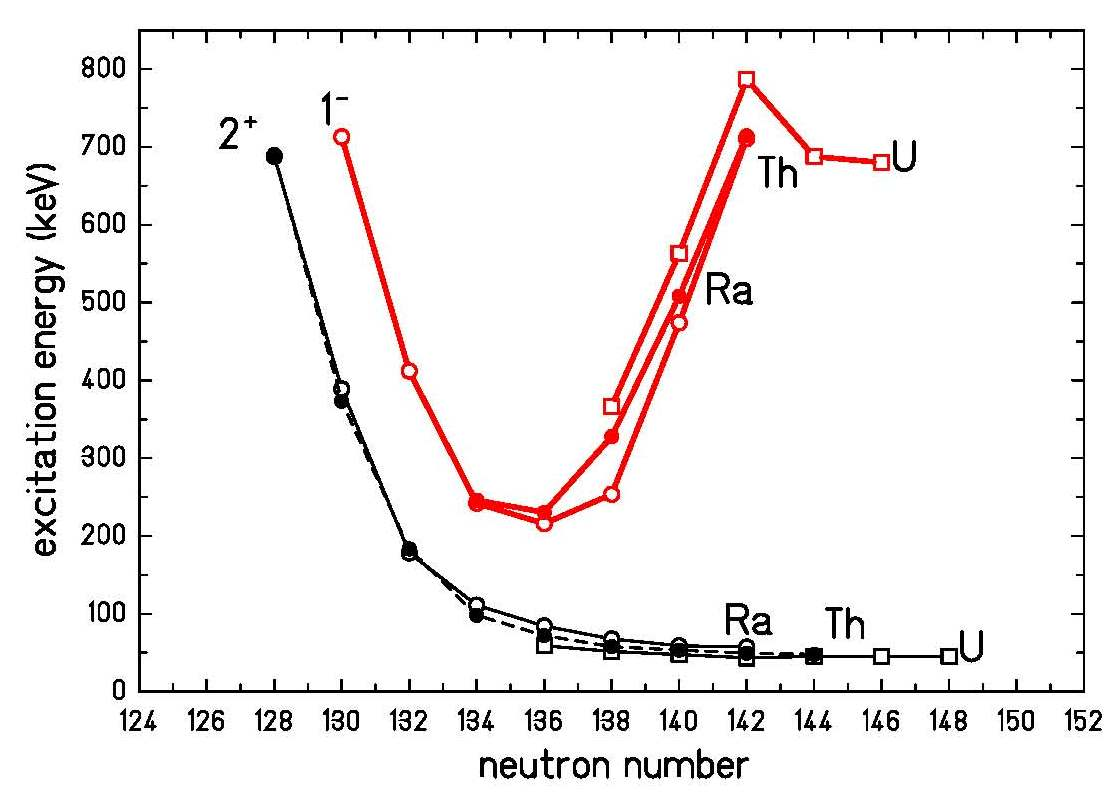 800
700
600
500
400
300
200
100
0
excitation energy (keV)
2+
1−
Th
U
Ra
Ra
Th
U
124 126 128 130 132 134 136 138 140 142 144 146 148 150 152
neutron number